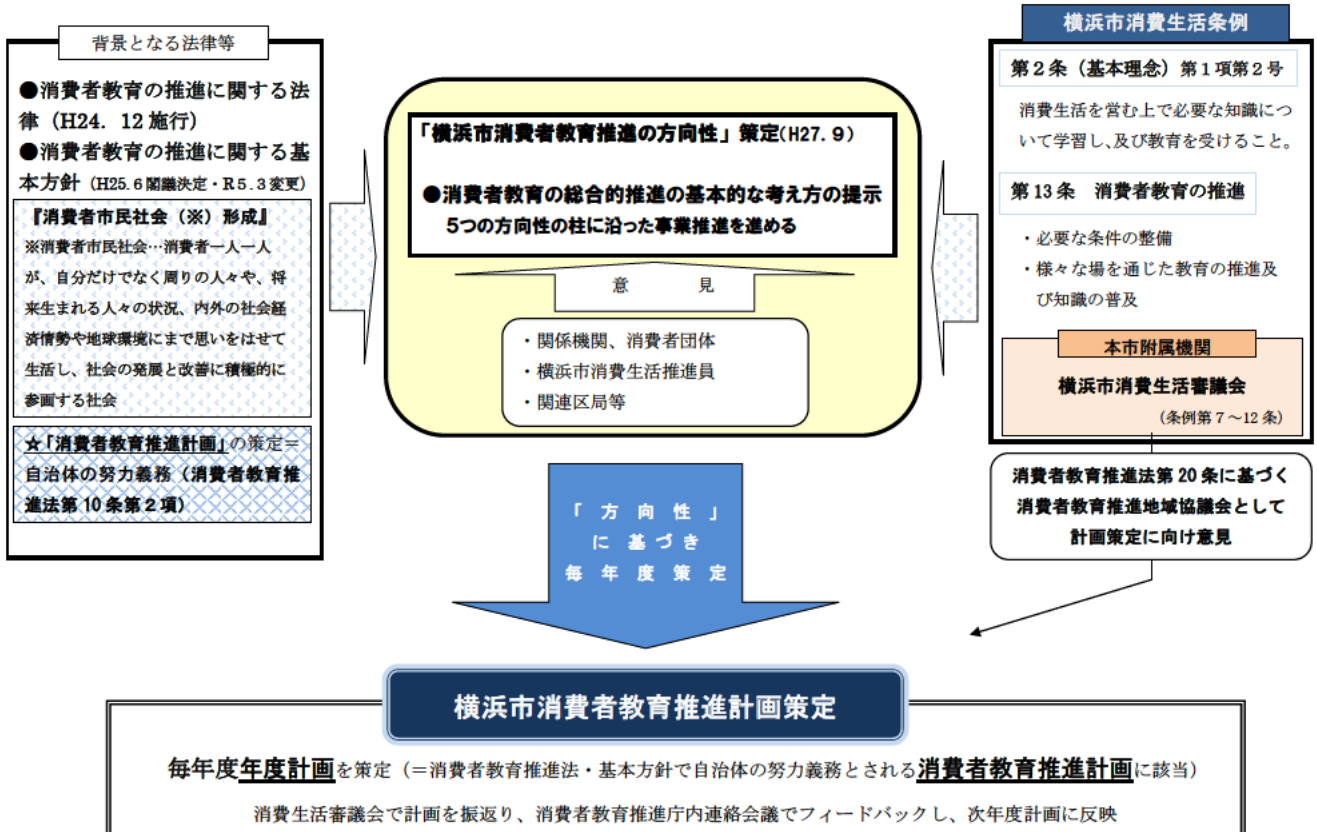 背景となる法律等
●消費者教育の推進に関する法
律（H24．12 施行）
●消費者教育の推進に関する基
本方針（H25.6 閣議決定・R5.3 変更）
『消費者市民社会（※）形成』
※消費者市民社会…消費者一人一人
が、自分だけでなく周りの人々や、将
来生まれる人々の状況、内外の社会経
済情勢や地球環境にまで思いをはせて
生活し、社会の発展と改善に積極的に
参画する社会
☆「消費者教育推進計画」の策定＝
自治体の努力義務（消費者教育推
進法第 10 条第２項）
「横浜市消費者教育推進の方向性」策定(H27.9)
●消費者教育の総合的推進の基本的な考え方の提示
５つの方向性の柱に沿った事業推進を進める
意　　見
・関係機関、消費者団体
・横浜市消費生活推進員
・関連区局等
横浜市消費生活条例
第２条（基本理念）第１項第２号
消費生活を営む上で必要な知識につ
いて学習し、及び教育を受けること。
第 13 条　消費者教育の推進
・必要な条件の整備
・様々な場を通じた教育の推進及
び知識の普及
本市附属機関
横浜市消費生活審議会
（条例第７～12 条）
消費者教育推進法第 20 条に基づく
消費者教育推進地域協議会として
計画策定に向け意見
「方向性」
に基づき
毎年度策定
横浜市消費者教育推進計画策定
毎年度年度計画を策定（＝消費者教育推進法・基本方針で自治体の努力義務とされる消費者教育推進計画に該当）
消費生活審議会で計画を振返り、消費者教育推進庁内連絡会議でフィードバックし、次年度計画に反映